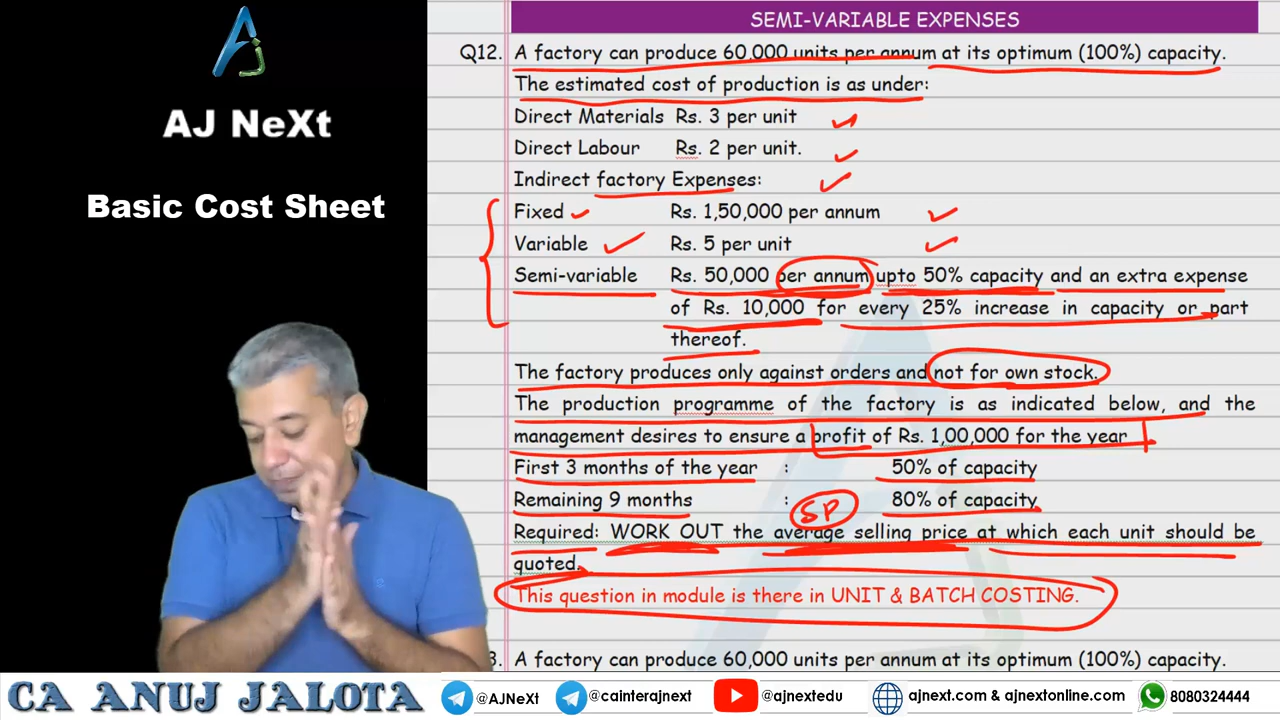 AJ NeXt
Basic Cost Sheet
SEMI-VARIABLE EXPENSES
Q12. A factory can produce 60,000 units per annum at its optimum (100%) capacity.
The estimated cost of production is as under:
Direct Materials Rs. 3 per unit
Direct Labour Rs. 2 per unit.
Indirect factory Expenses:
Fixed Rs. 1,50,000 per annum
Variable Rs. 5 per unit
Semi-variable Rs. 50,000 per annum upto 50% capacity and an extra expense
of Rs. 10,000 for every 25% increase in capacity or part
thereof.
The factory produces only against orders and not for own stock.
The production programme of the factory is as indicated below, and the
management desires to ensure a profit of Rs. 1,00,000 for the year
First 3 months of the year : 50% of capacity
Remaining 9 months : 80% of capacity
SP
Required: WORK OUT the average selling price at which each unit should be
quoted.
This question in module is there in UNIT & BATCH COSTING.
3. A factory can produce 60,000 units per annum at its optimum (100%) capacity.
CA ANUJ JALOTA @AJNeXt @cainterajnext @ajnextedu ajnext.com & ajnextonline.com 8080324444